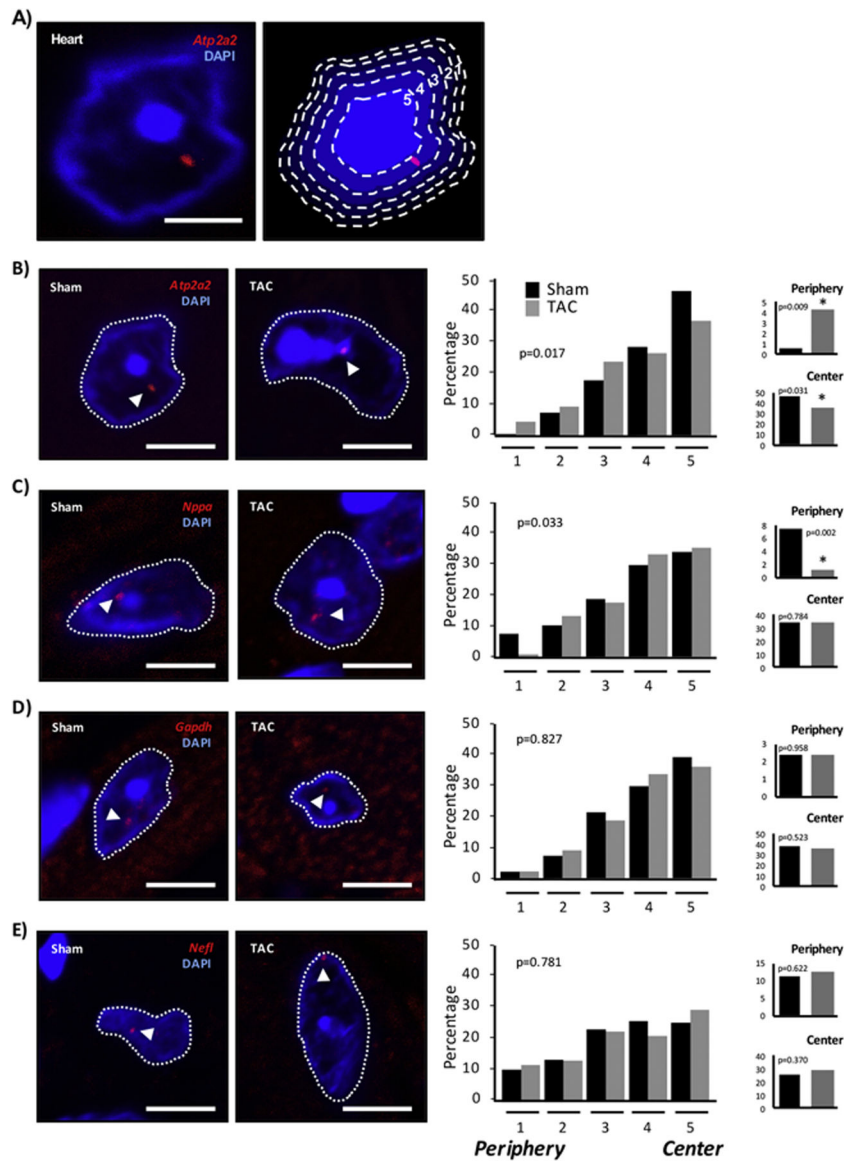 A)
Heart
Atp2a2
DAPI
1
2
3
4
5
B)
Sham
Atp2a2
DAPI
TAC
Percentage
50
40
30
20
10
0
Sham
TAC
p=0.017
1 2 3 4 5
Periphery
5
4
3
2
1
0
p=0.009
*
Center
50
40
30
20
10
0
p=0.031
*
C)
Sham
Nppa
DAPI
TAC
Percentage
50
40
30
20
10
0
p=0.033
1 2 3 4 5
Periphery
8
6
4
2
0
p=0.002
*
Center
40
30
20
10
0
p=0.784
D)
Sham
Gapdh
DAPI
TAC
Percentage
50
40
30
20
10
0
p=0.827
1 2 3 4 5
Periphery
3
2
1
0
p=0.958
Center
50
40
30
20
10
0
p=0.523
E)
Sham
Nefl
DAPI
TAC
Percentage
50
40
30
20
10
0
p=0.781
1 2 3 4 5
Periphery Center
Periphery
15
10
5
0
p=0.622
Center
40
30
20
10
0
p=0.370